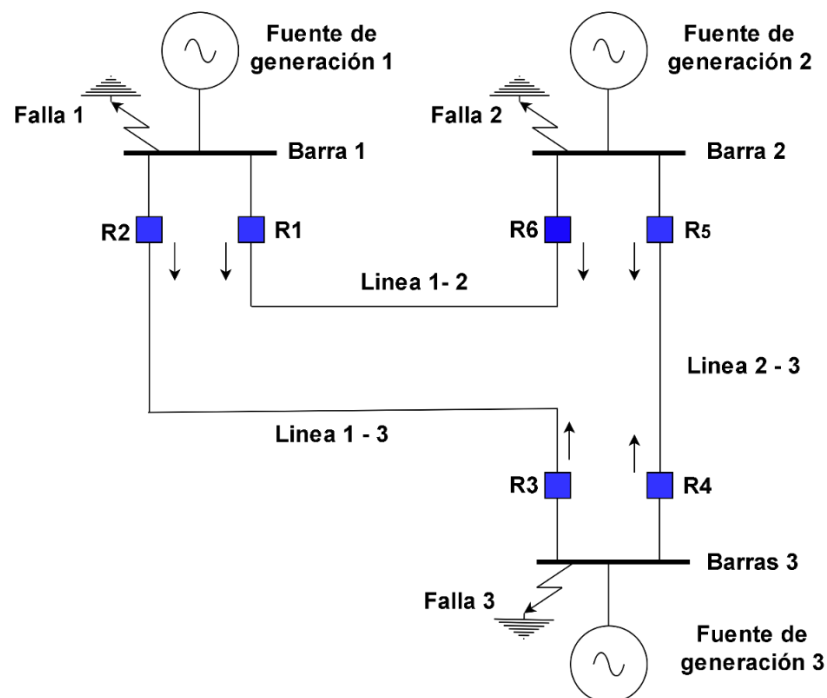 Fuente de
generación 1
Fuente de
generación 2
Falla 1
Falla 2
Barra 1
Barra 2
R2
R1
R6
R5
Linea 1- 2
Linea 2 - 3
Linea 1 - 3
R3
R4
Barras 3
Falla 3
Fuente de
generación 3